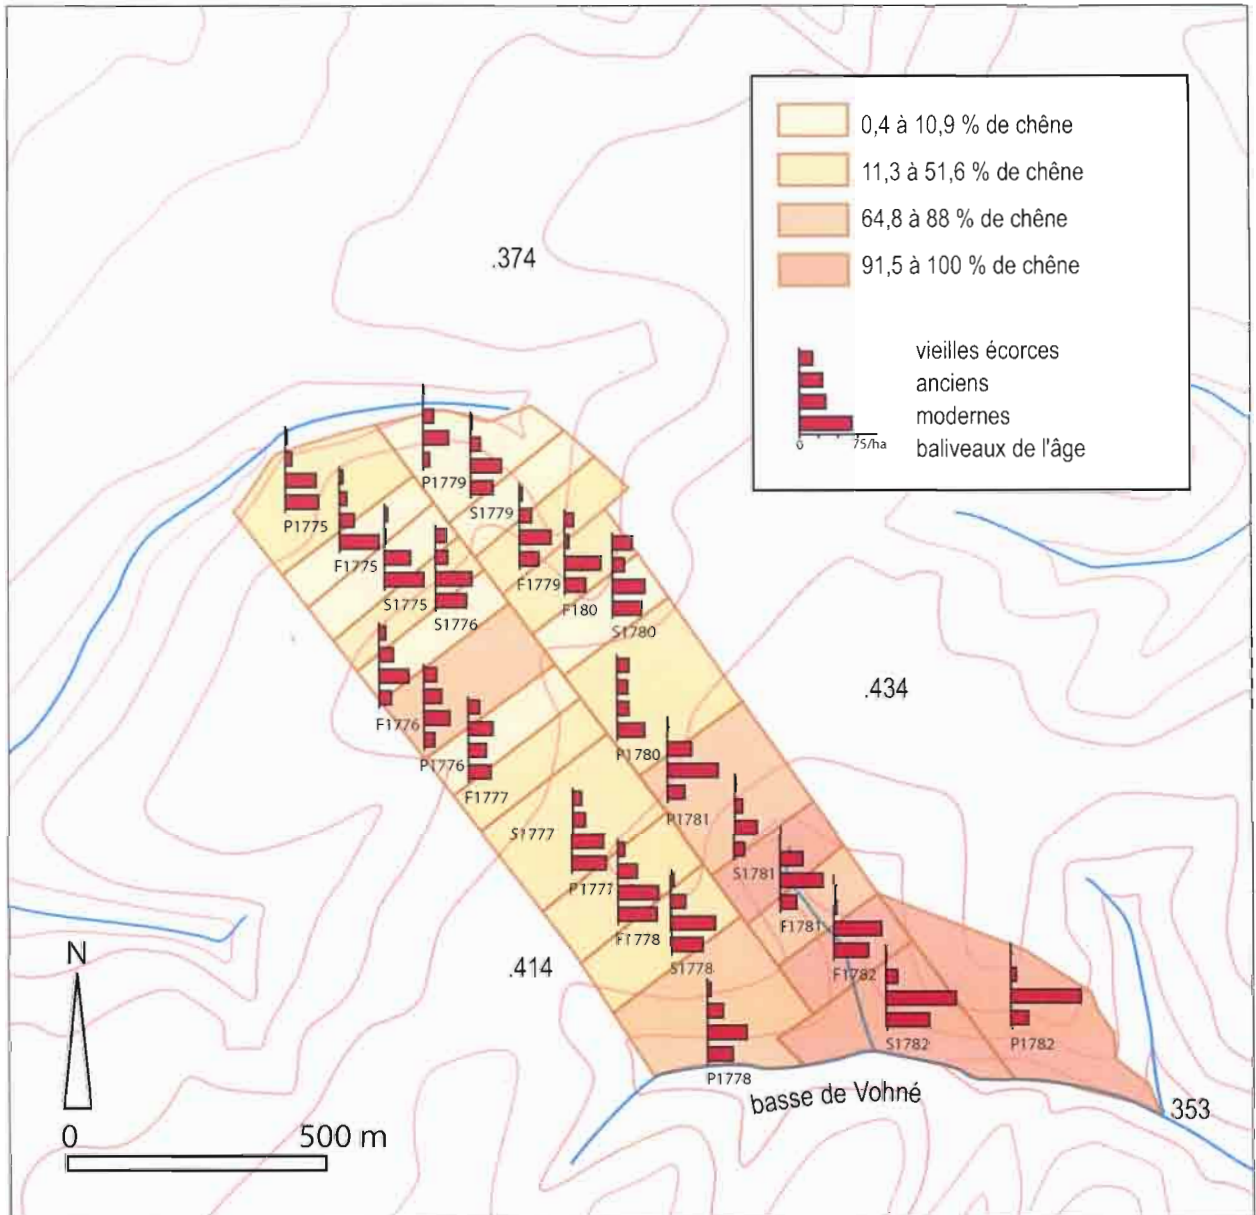 0,4 à 10,9 % de chêne
11,3 à 51,6 % de chêne
64,8 à 88 % de chêne
91,5 à 100 % de chêne
vieilles écorces
anciens
modernes
baliveaux de l'âge
0
75/ha
.374
P1779
S1779
P1775
F1775
S1775
S1776
F1779
F180
S1780
.434
F1776
P1776
F1777
P1780
P1781
S1777
P1777
S1781
F1778
F1781
S1778
.414
F1782
S1782
P1782
P1778
basse de Vohné
353
N
0
500 m